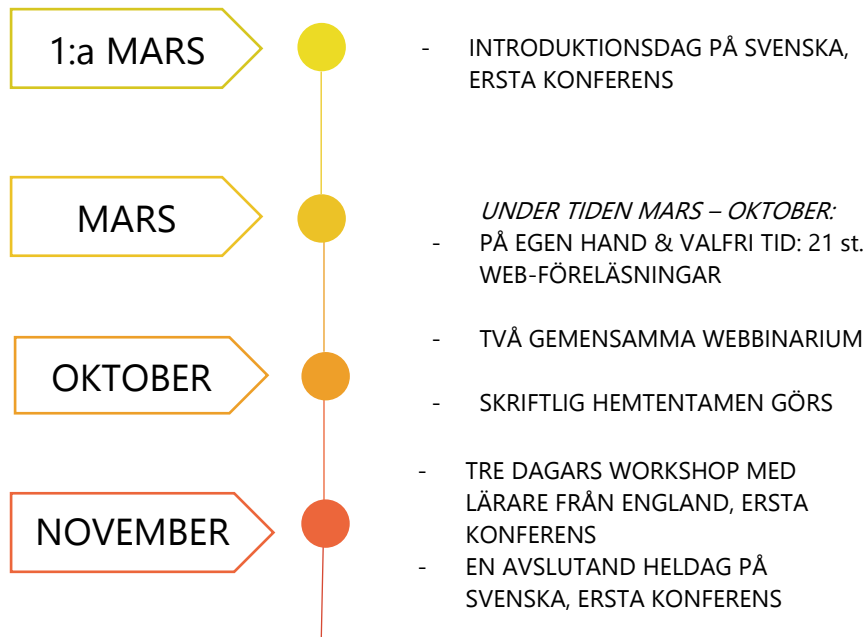 1:a MARS
- INTRODUKTIONSDAG PÅ SVENSKA,
ERSTA KONFERENS
MARS
UNDER TIDEN MARS – OKTOBER:
- PÅ EGEN HAND & VALFRI TID: 21 st.
WEB-FÖRELÄSNINGAR
- TVÅ GEMENSAMMA WEBBINARIUM
OKTOBER
- SKRIFTLIG HEMTENTAMEN GÖRS
NOVEMBER
- TRE DAGARS WORKSHOP MED
LÄRARE FRÅN ENGLAND, ERSTA
KONFERENS
- EN AVSLUTAND HELDAG PÅ
SVENSKA, ERSTA KONFERENS